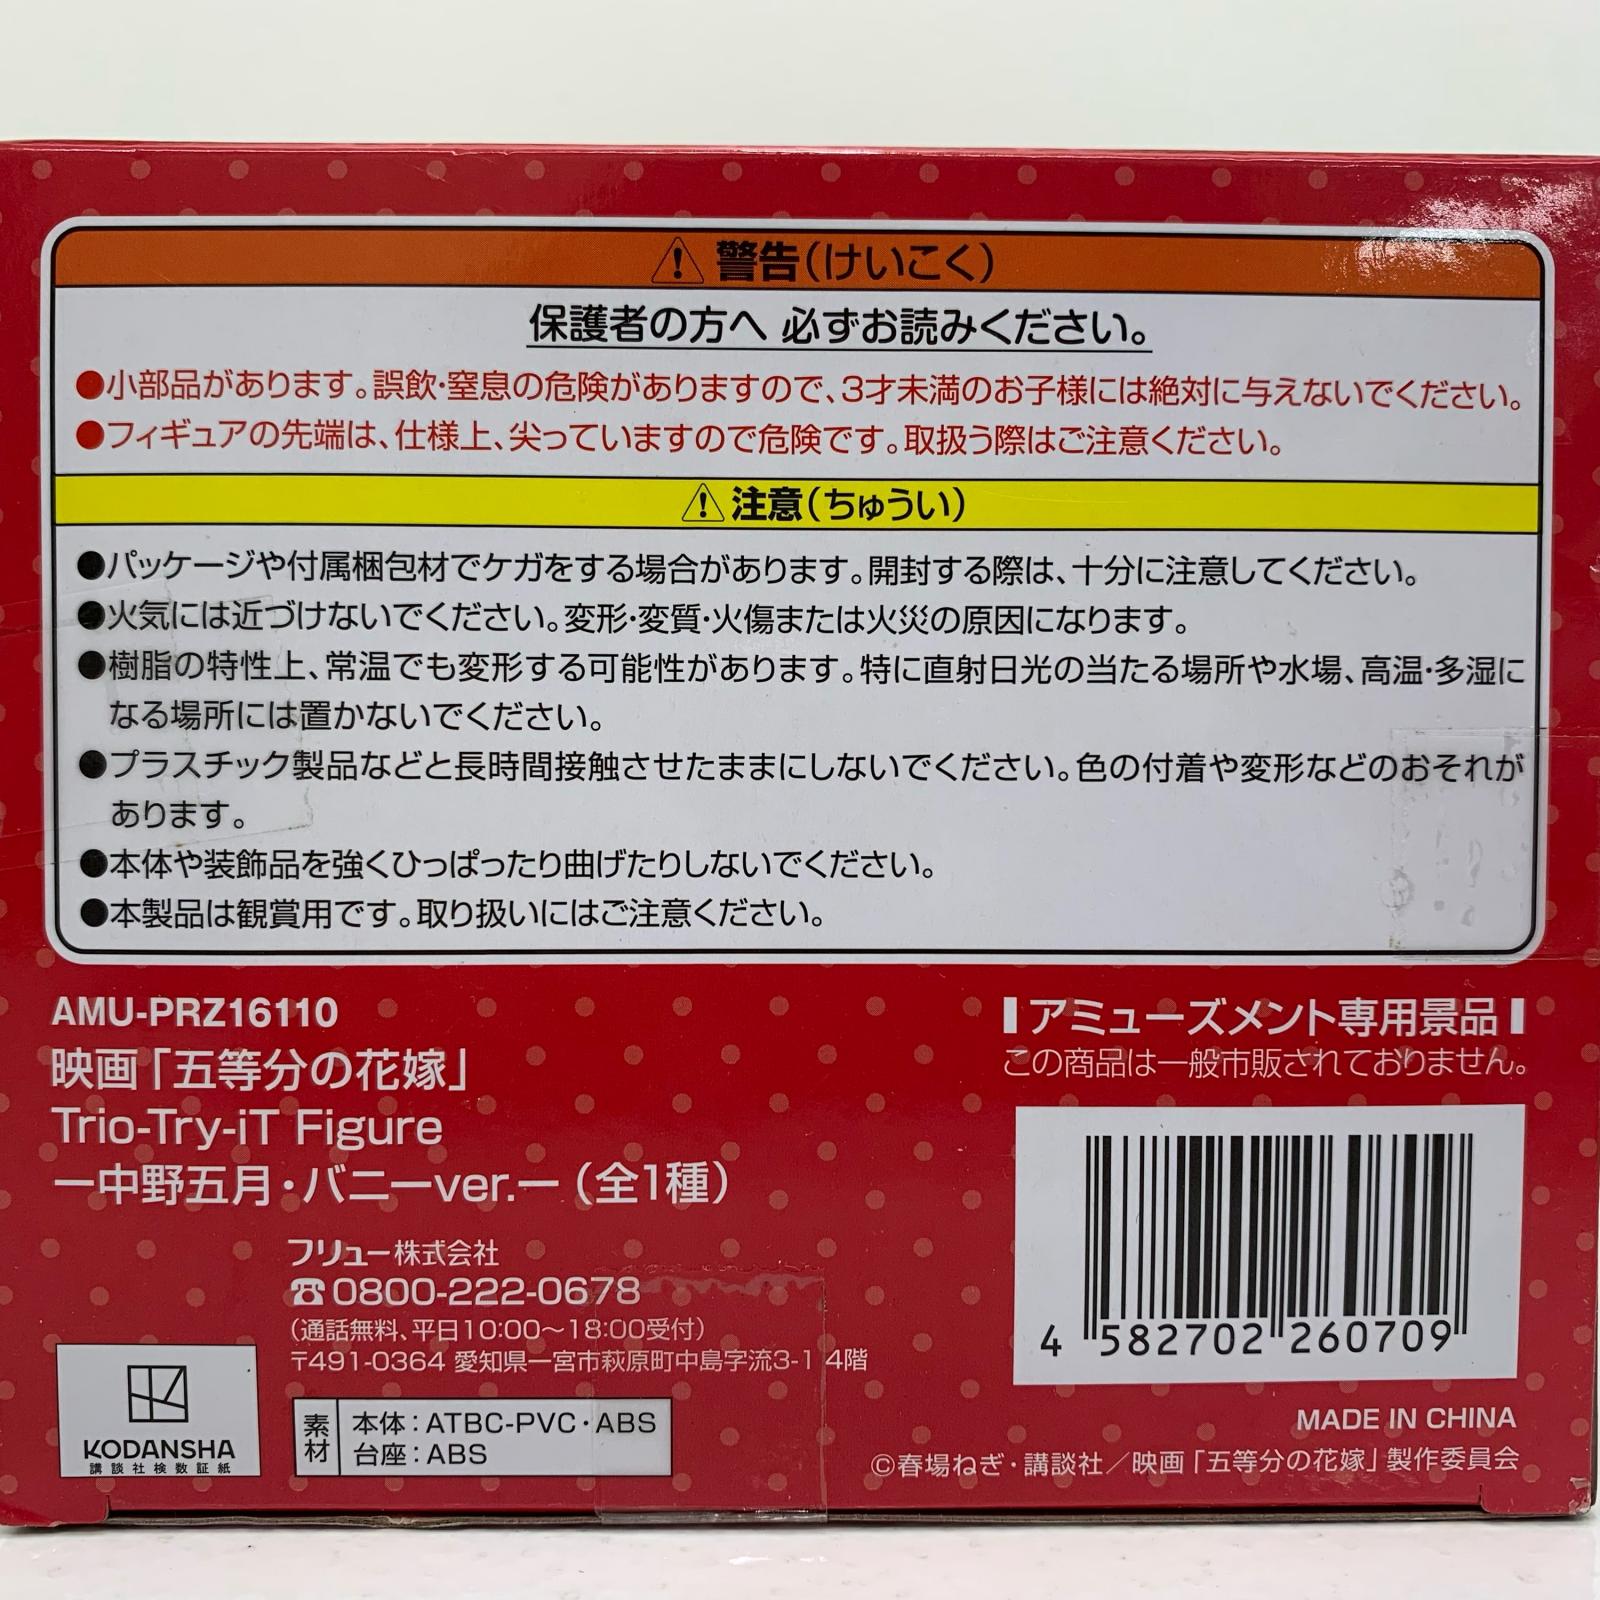 ⚠警告(けいこく)
保護者の方へ 必ずお読みください。
●小部品があります。誤飲・窒息の危険がありますので、3才未満のお子様には絶対に与えないでください。
●フィギュアの先端は、仕様上、尖っていますので危険です。取扱う際はご注意ください。
⚠注意(ちゅうい)
●パッケージや付属梱包材でケガをする場合があります。開封する際は、十分に注意してください。
●火気には近づけないでください。変形・変質・火傷または火災の原因になります。
●樹脂の特性上、常温でも変形する可能性があります。特に直射日光の当たる場所や水場、高温・多湿に
なる場所には置かないでください。
●プラスチック製品などと長時間接触させたままにしないでください。色の付着や変形などのおそれが
あります。
●本体や装飾品を強くひっぱったり曲げたりしないでください。
●本製品は観賞用です。取り扱いにはご注意ください。
AMU-PRZ16110
映画「五等分の花嫁」
Trio-Try-iT Figure
ー中野五月・バニーver.ー(全1種)
フリュー株式会社
☎0800-222-0678
(通話無料、平日10:00～18:00受付)
〒491-0364 愛知県一宮市萩原町中島字流3-1 4階
KODANSHA
講談社検数証紙
素材
本体:ATBC-PVC・ABS
台座:ABS
アミューズメント専用景品
この商品は一般市販されておりません。
4 582702 260709
MADE IN CHINA
©春場ねぎ・講談社／映画「五等分の花嫁」製作委員会